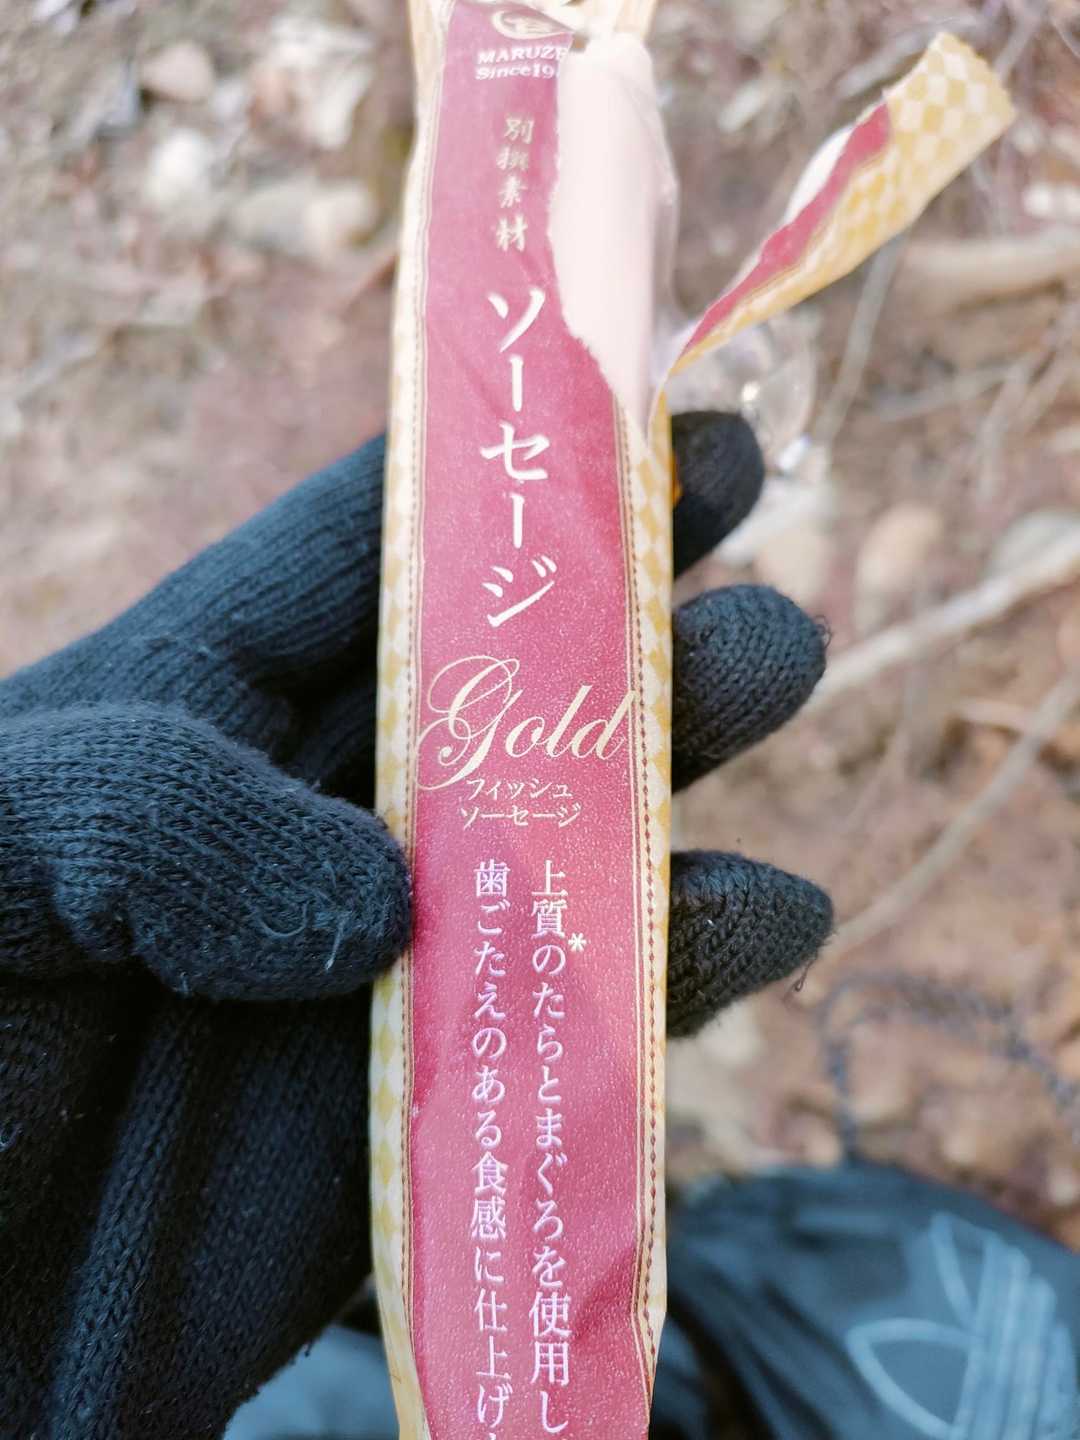 MARUZE
Since19
別撰素材
ソーセージ
Gold
フィッシュ
ソーセージ
上質のたらとまぐろを使用し
*
歯ごたえのある食感に仕上げ